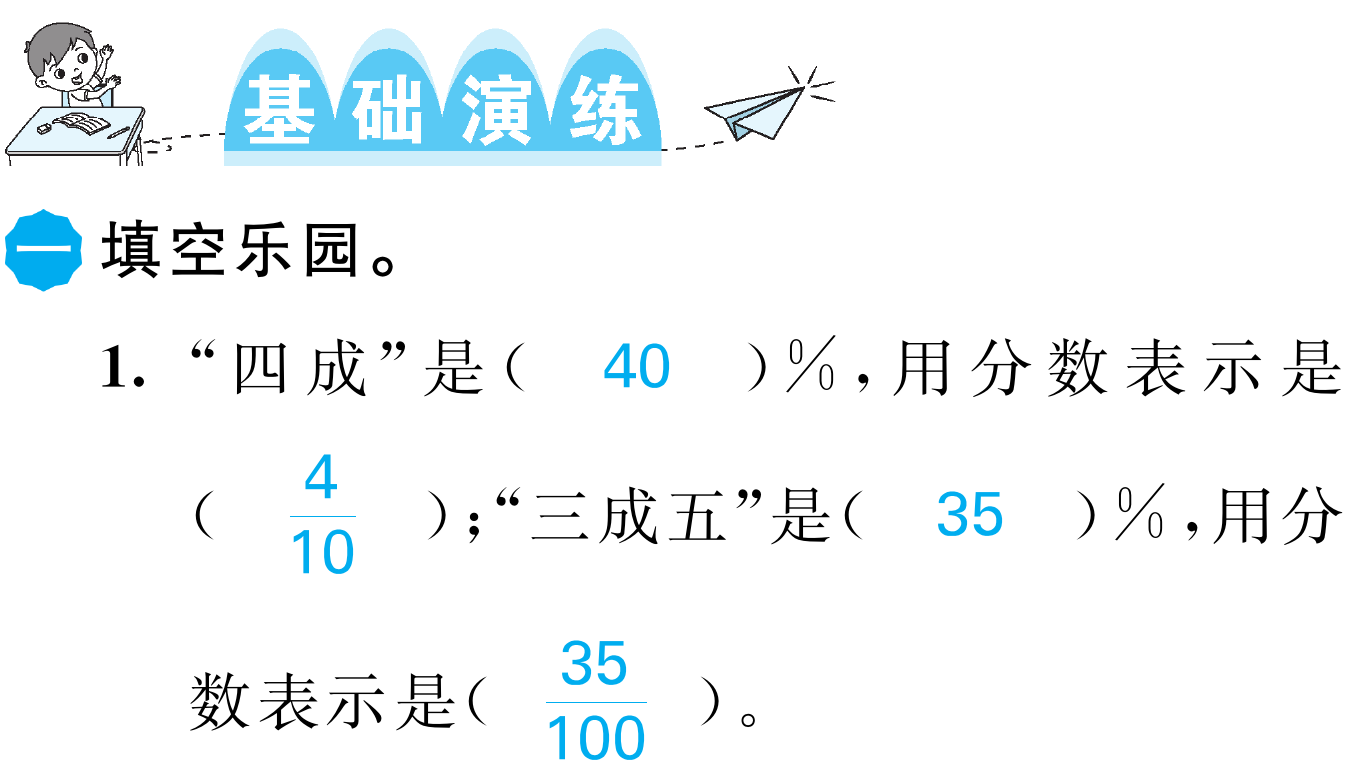 基础演练
一 填空乐园。
1. “四成”是( 40 )%,用分数表示是
( 4/10 );“三成五”是( 35 )%,用分
数表示是( 35/100 )。